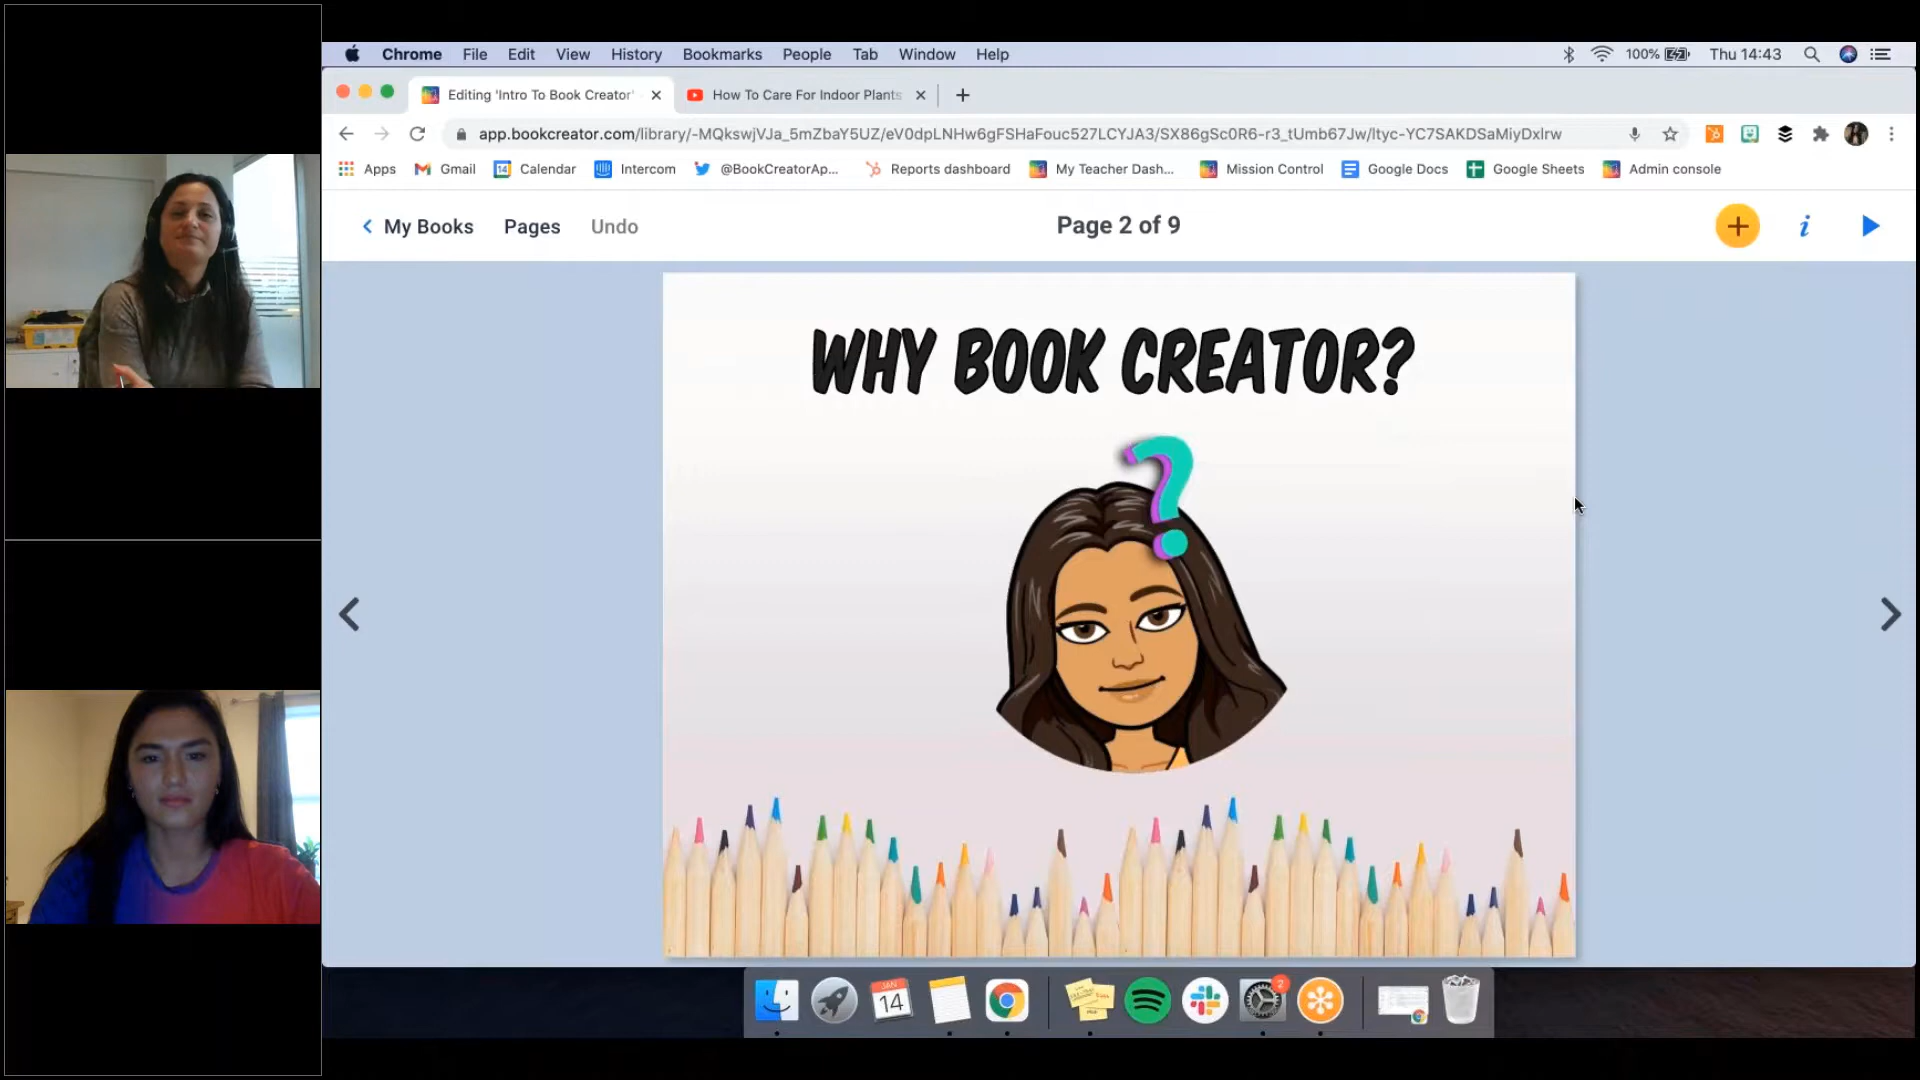 Chrome File Edit View History Bookmarks People Tab Window Help 100% Thu 14:43
Editing 'Intro To Book Creator' How To Care For Indoor Plants
app.bookcreator.com/library/-MQkswjVJa_5mZbaY5UZ/eV0dpLNHw6gFSHaFouc527LCYJA3/SX86gSc0R6-r3_tUmb67Jw/ltyc-YC7SAKDSaMiyDxlrw
Apps Gmail Calendar Intercom @BookCreatorAp... Reports dashboard My Teacher Dash... Mission Control Google Docs Google Sheets Admin console
My Books Pages Undo Page 2 of 9
WHY BOOK CREATOR?
?
JAN
14
2